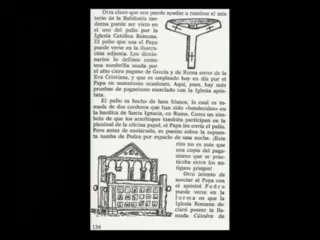 Otra clave que nos puede ayudar a resolver el mis-
terio de la Babilonia mo-
derna puede ser visto en
el uso del palio por la
Iglesia Católica Romana.
El palio que usa el Papa
puede verse en la ilustra-
ción adjunta. Los diccio-
narios lo definen como
una sombrilla usada por
el alto clero pagano de Grecia y de Roma antes de la
Era Cristiana, y que es empleado hoy en día por el
Papa en numerosas ocasiones. Aquí, pues, hay más
pruebas de paganismo mezclado con la Iglesia após-
tata.
El palio es hecho de lana blanca, la cual es to-
mada de dos corderos que han sido «bendecidos» en
la basílica de Santa Ignacia, en Roma. Como un sím-
bolo de que los arzobispos también participan en la
plenitud de la oficina papal, el Papa les envía el palio.
Pero antes de enviárselo, es puesto sobre la supues-
ta tumba de Pedro por espacio de una noche. ¡Esta
no es más que
una copia del paga-
nismo que se prac-
ticaba entre los an-
tiguos griegos!
Otro intento de
asociar al Papa con
el apóstol Pedro
puede verse en
la forma en que la
Iglesia Romana de-
claró poseer la lla-
mada Cátedra de
134